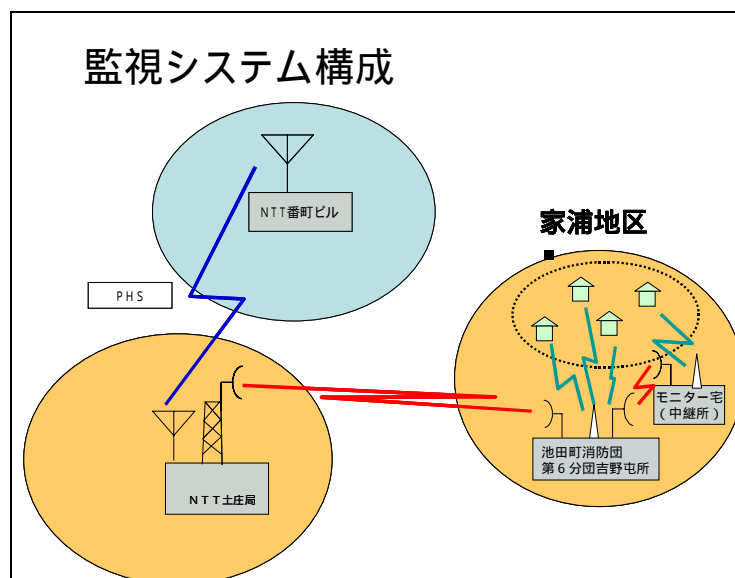 監視システム構成
NTT番町ビル
家浦地区
PHS
モニター宅
(中継所)
池田町消防団
第6分団吉野屯所
NTT土庄局